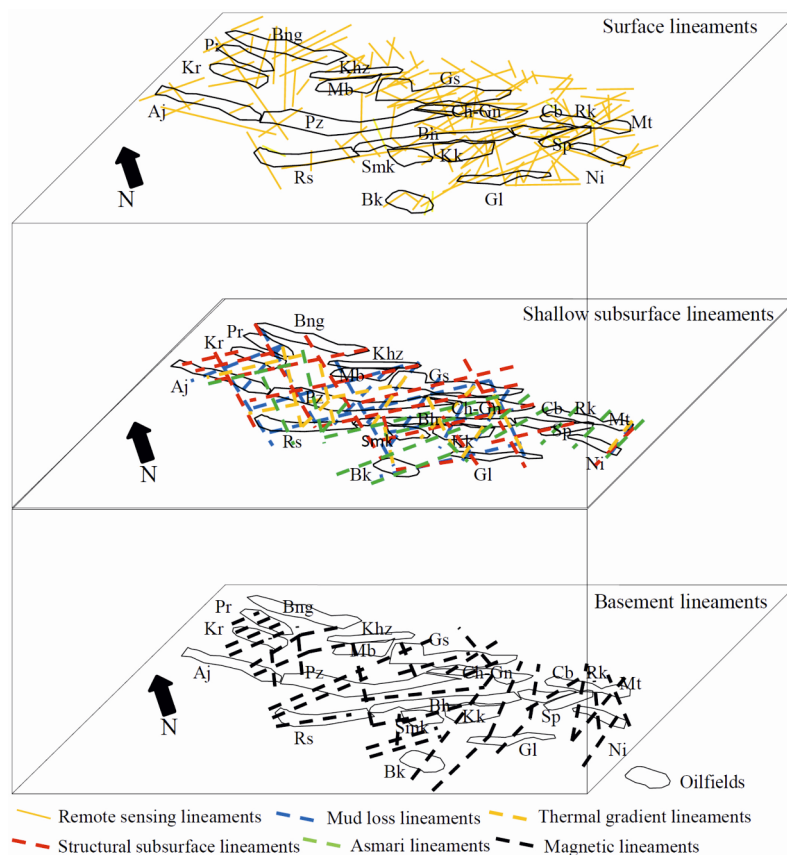 Surface lineaments
Bng
Pr
Kr
Khz
Gs
Mb
Aj
Pz
Ch-Gn
Cb
Rk
Mt
Bh
Sp
Kk
Smk
Rs
Ni
Bk
Gl
N
Shallow subsurface lineaments
Bng
Pr
Kr
Khz
Gs
Mb
Aj
Pz
Ch-Gn
Cb
Rk
Mt
Bh
Sp
Rs
Smk
Kk
Ni
Bk
Gl
N
Basement lineaments
Pr
Bng
Kr
Khz
Gs
Mb
Aj
Pz
Ch-Gn
Cb
Rk
Mt
Bh
Kk
Sp
Smk
Rs
Gl
Ni
Bk
N
Oilfields
Remote sensing lineaments
Mud loss lineaments
Thermal gradient lineaments
Structural subsurface lineaments
Asmari lineaments
Magnetic lineaments